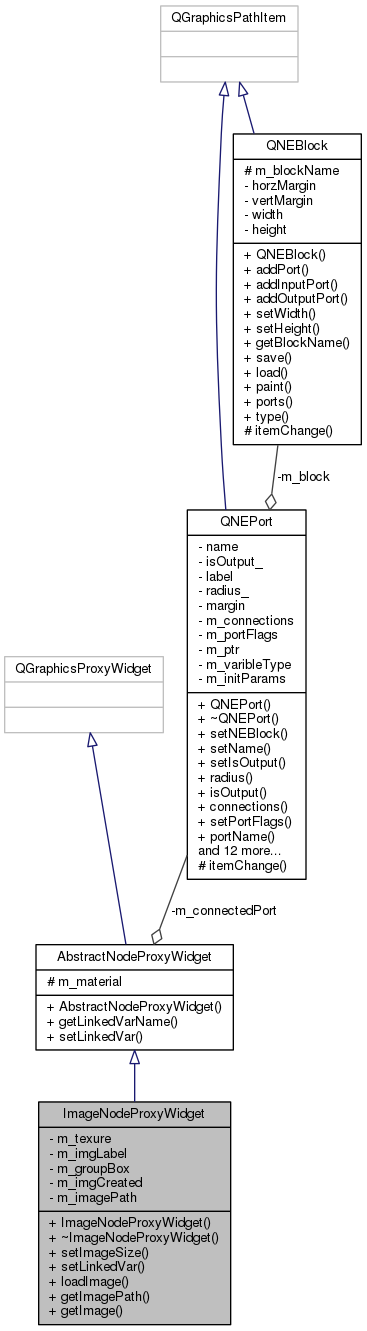 QGraphicsPathItem
QNEBlock
# m_blockName
- horzMargin
- vertMargin
- width
- height
+ QNEBlock()
+ addPort()
+ addInputPort()
+ addOutputPort()
+ setWidth()
+ setHeight()
+ getBlockName()
+ save()
+ load()
+ paint()
+ ports()
+ type()
# itemChange()
-m_block
QNEPort
- name
- isOutput_
- label
- radius_
- margin
- m_connections
- m_portFlags
- m_ptr
- m_varibleType
- m_initParams
+ QNEPort()
+ ~QNEPort()
+ setNEBlock()
+ setName()
+ setIsOutput()
+ radius()
+ isOutput()
+ connections()
+ setPortFlags()
+ portName()
and 12 more...
# itemChange()
QGraphicsProxyWidget
-m_connectedPort
AbstractNodeProxyWidget
# m_material
+ AbstractNodeProxyWidget()
+ getLinkedVarName()
+ setLinkedVar()
ImageNodeProxyWidget
- m_texure
- m_imgLabel
- m_groupBox
- m_imgCreated
- m_imagePath
+ ImageNodeProxyWidget()
+ ~ImageNodeProxyWidget()
+ setImageSize()
+ setLinkedVar()
+ loadImage()
+ getImagePath()
+ getImage()